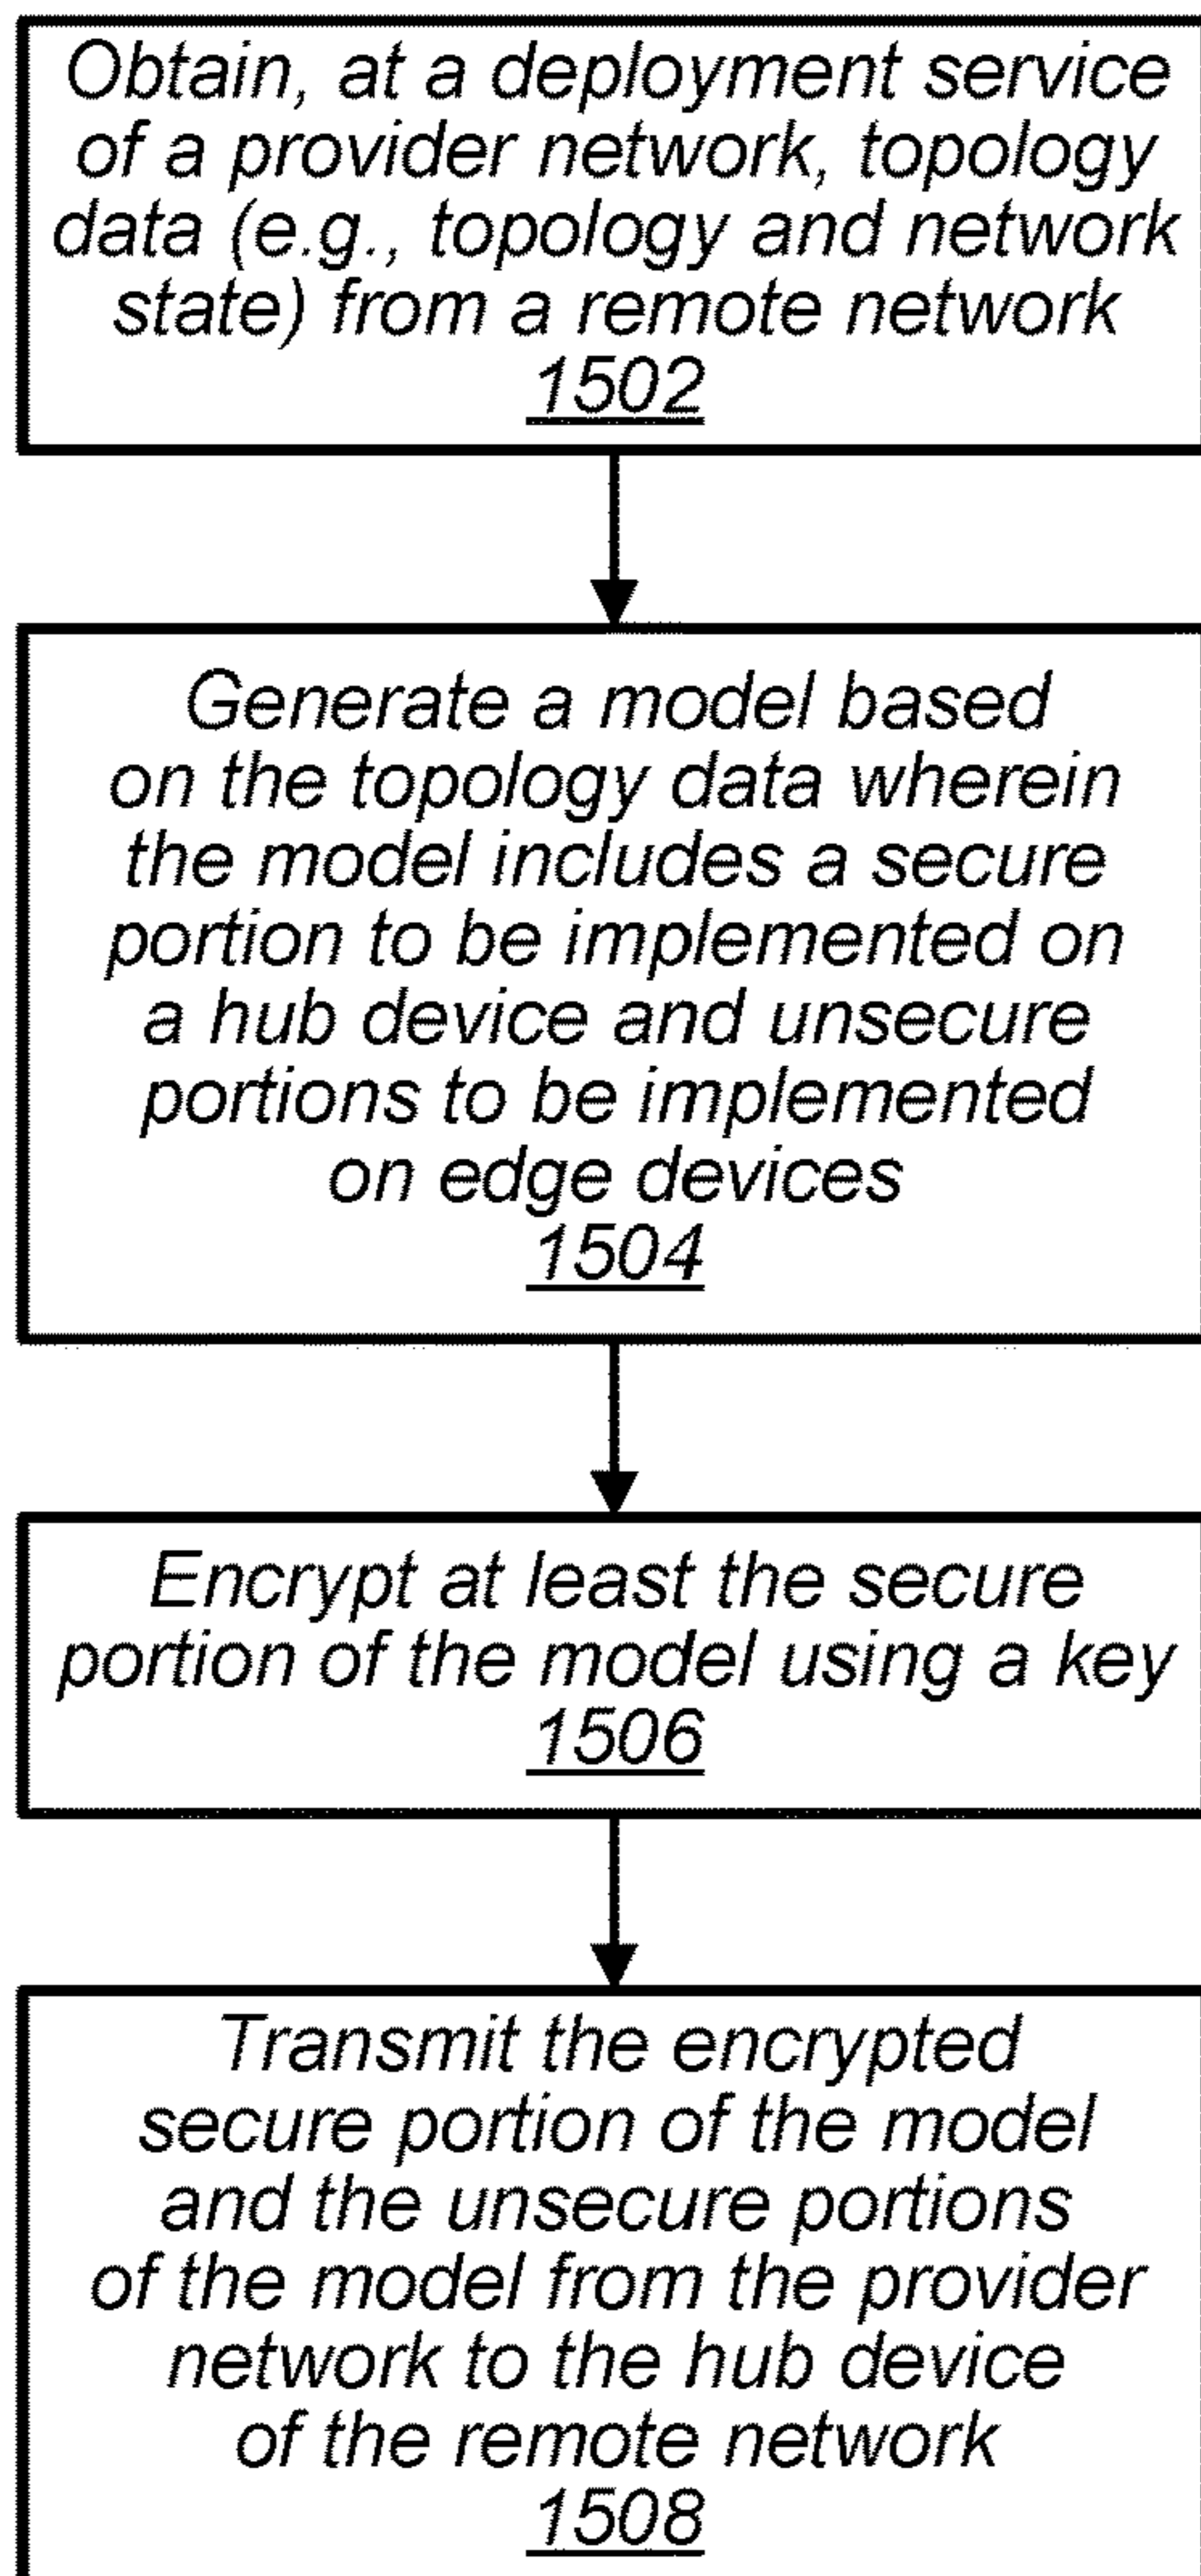 Obtain, at a deployment service
of a provider network, topology
data (e.g., topology and network
state) from a remote network
1502
Generate a model based
on the topology data wherein
the model includes a secure
portion to be implemented on
a hub device and unsecure
portions to be implemented
on edge devices
1504
Encrypt at least the secure
portion of the model using a key
1506
Transmit the encrypted
secure portion of the model
and the unsecure portions
of the model from the provider
network to the hub device
of the remote network
1508